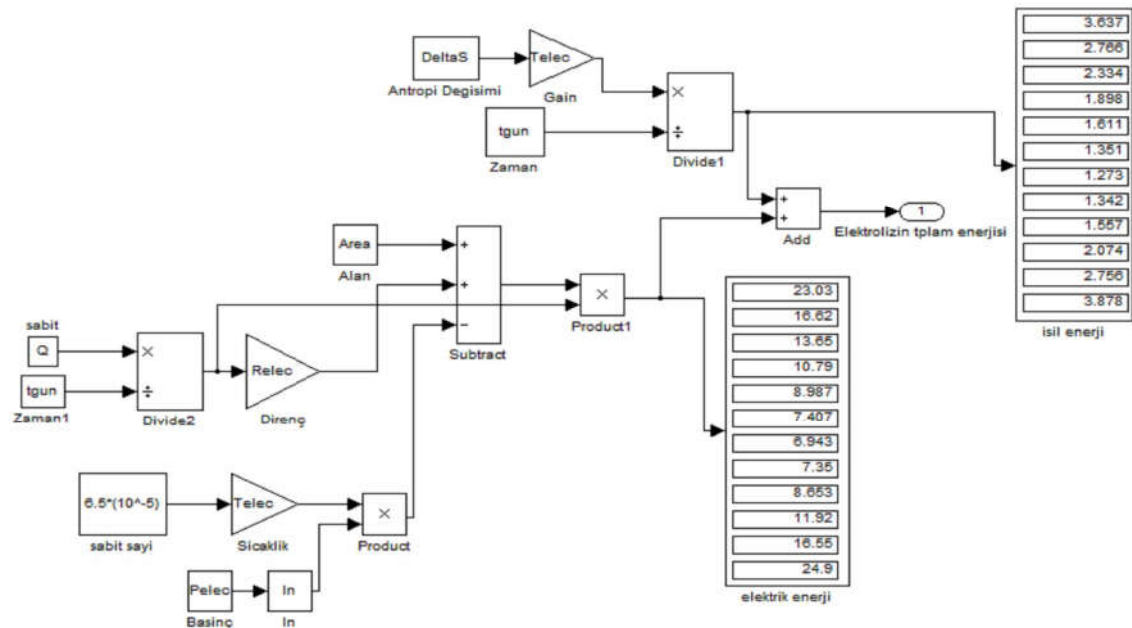 DeltaS
Antropi Degisimi
Telec
Gain
tgun
Zaman
×
÷
Divide1
3.637
2.766
2.334
1.898
1.611
1.351
1.273
1.342
1.557
2.074
2.756
3.878
isil enerji
+
+
Add
1
Elektrolizin tplam enerjisi
Area
Alan
+
+
−
Subtract
×
Product1
sabit
Q
tgun
Zaman1
×
÷
Divide2
Relec
Direnç
23.03
16.62
13.65
10.79
8.987
7.407
6.943
7.35
8.653
11.92
16.55
24.9
elektrik enerji
6.5*(10^-5)
sabit sayi
Telec
Sicaklik
×
Product
Pelec
Basinç
ln
ln